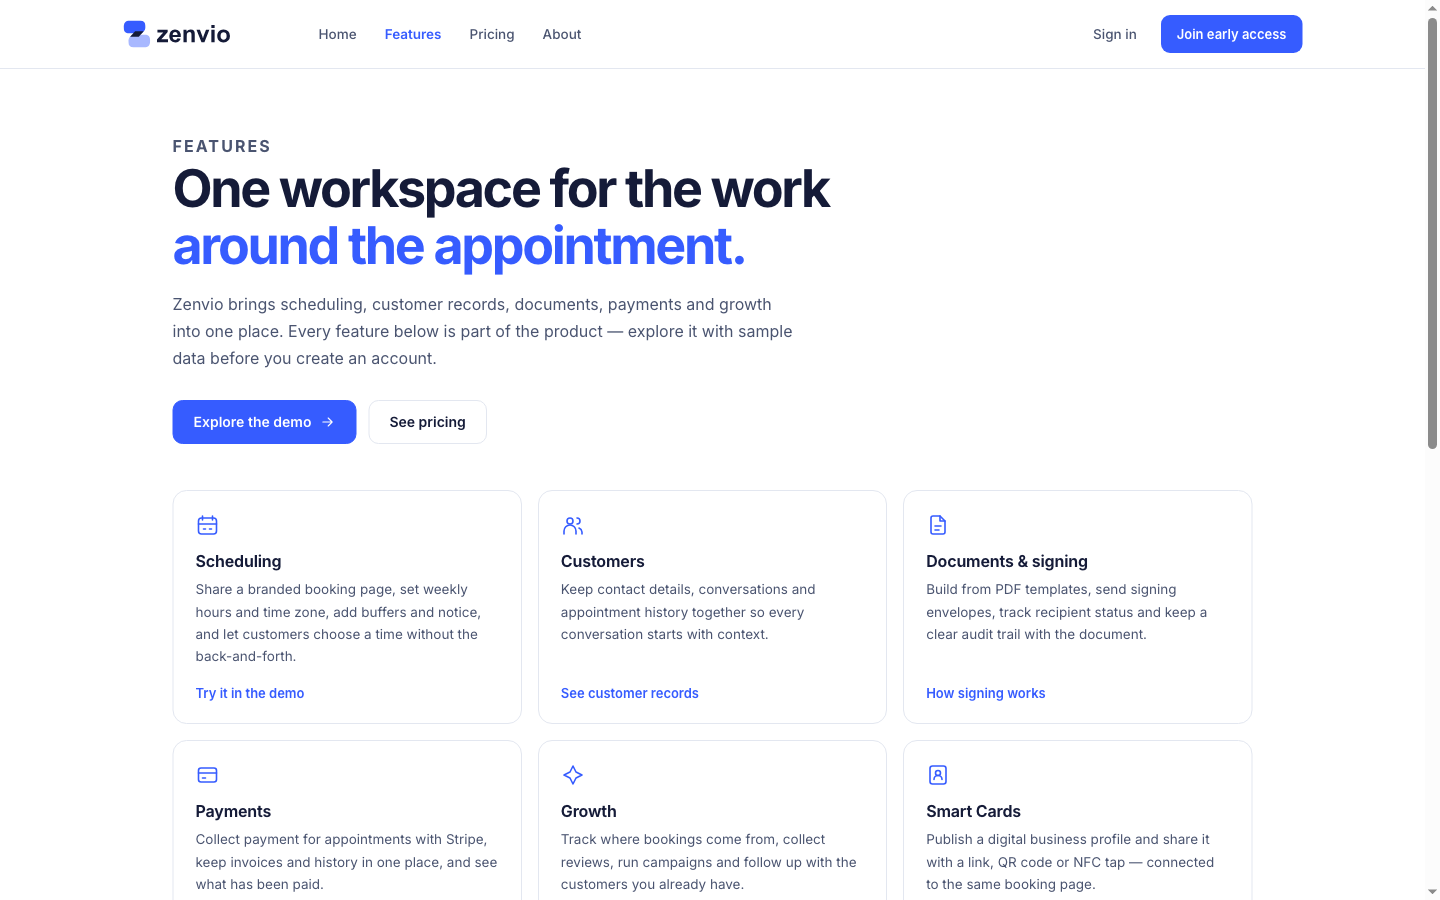 zenvio
Home
Features
Pricing
About
Sign in
Join early access
FEATURES
One workspace for the work
around the appointment.
Zenvio brings scheduling, customer records, documents, payments and growth
into one place. Every feature below is part of the product — explore it with sample
data before you create an account.
Explore the demo →
See pricing
Scheduling
Share a branded booking page, set weekly
hours and time zone, add buffers and notice,
and let customers choose a time without the
back-and-forth.
Try it in the demo
Customers
Keep contact details, conversations and
appointment history together so every
conversation starts with context.
See customer records
Documents & signing
Build from PDF templates, send signing
envelopes, track recipient status and keep a
clear audit trail with the document.
How signing works
Payments
Collect payment for appointments with Stripe,
keep invoices and history in one place, and see
what has been paid.
Growth
Track where bookings come from, collect
reviews, run campaigns and follow up with the
customers you already have.
Smart Cards
Publish a digital business profile and share it
with a link, QR code or NFC tap — connected
to the same booking page.